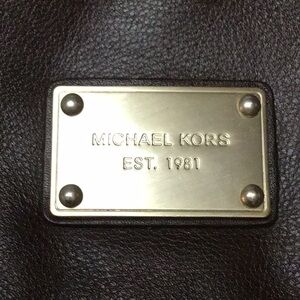 MICHAEL KORS
EST. 1981